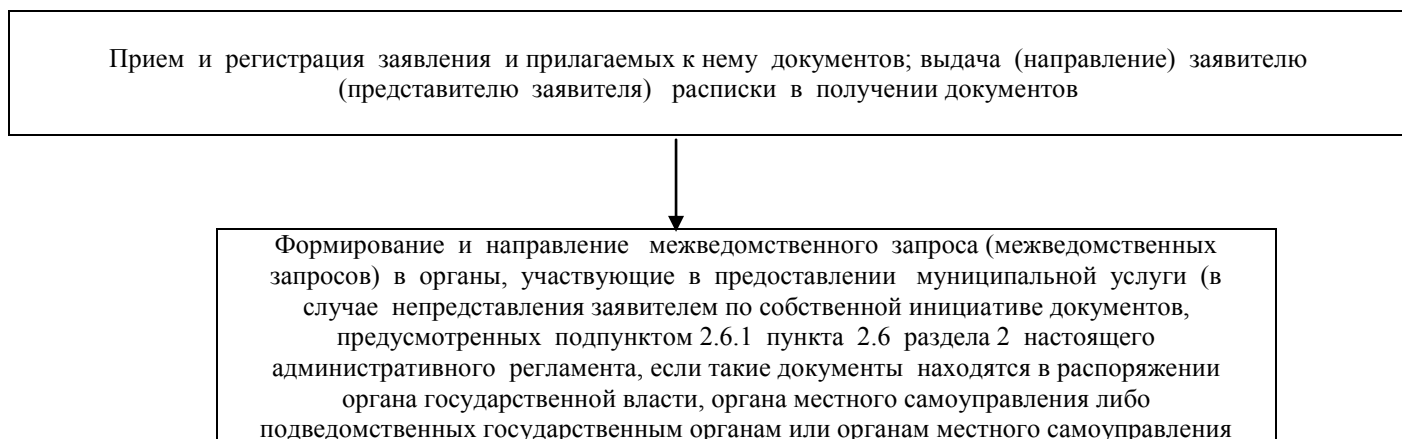 Прием и регистрация заявления и прилагаемых к нему документов; выдача (направление) заявителю
(представителю заявителя) расписки в получении документов
Формирование и направление межведомственного запроса (межведомственных
запросов) в органы, участвующие в предоставлении муниципальной услуги (в
случае непредставления заявителем по собственной инициативе документов,
предусмотренных подпунктом 2.6.1 пункта 2.6 раздела 2 настоящего
административного регламента, если такие документы находятся в распоряжении
органа государственной власти, органа местного самоуправления либо
подведомственных государственным органам или органам местного самоуправления